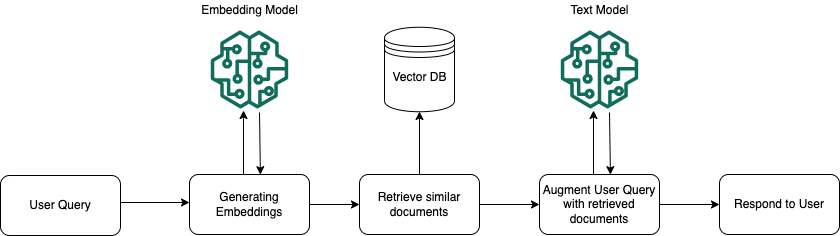 Embedding Model
Text Model
Vector DB
User Query
Generating
Embeddings
Retrieve similar
documents
Augment User Query
with retrieved
documents
Respond to User